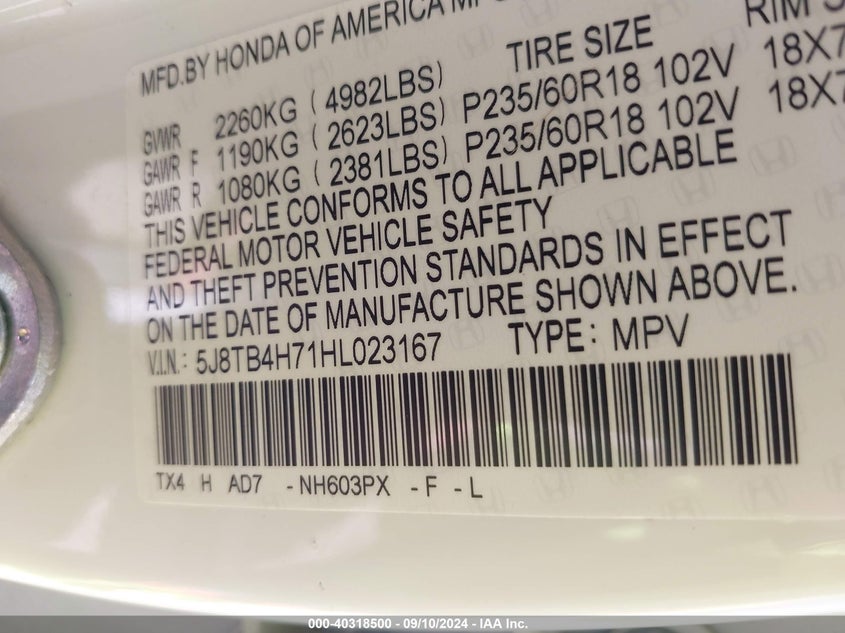 MFD.BY HONDA OF AMERICA
TIRE SIZE
GVWR 2260KG ( 4982LBS)
GAWR F 1190KG ( 2623LBS) P235/60R18 102V
GAWR R 1080KG ( 2381LBS) P235/60R18 102V
THIS VEHICLE CONFORMS TO ALL APPLICABLE
FEDERAL MOTOR VEHICLE SAFETY
AND THEFT PREVENTION STANDARDS IN EFFECT
ON THE DATE OF MANUFACTURE SHOWN ABOVE.
V.I.N.: 5J8TB4H71HL023167 TYPE: MPV
TX4 H AD7 -NH603PX -F -L
000-40318500 - 09/10/2024 - IAA Inc.